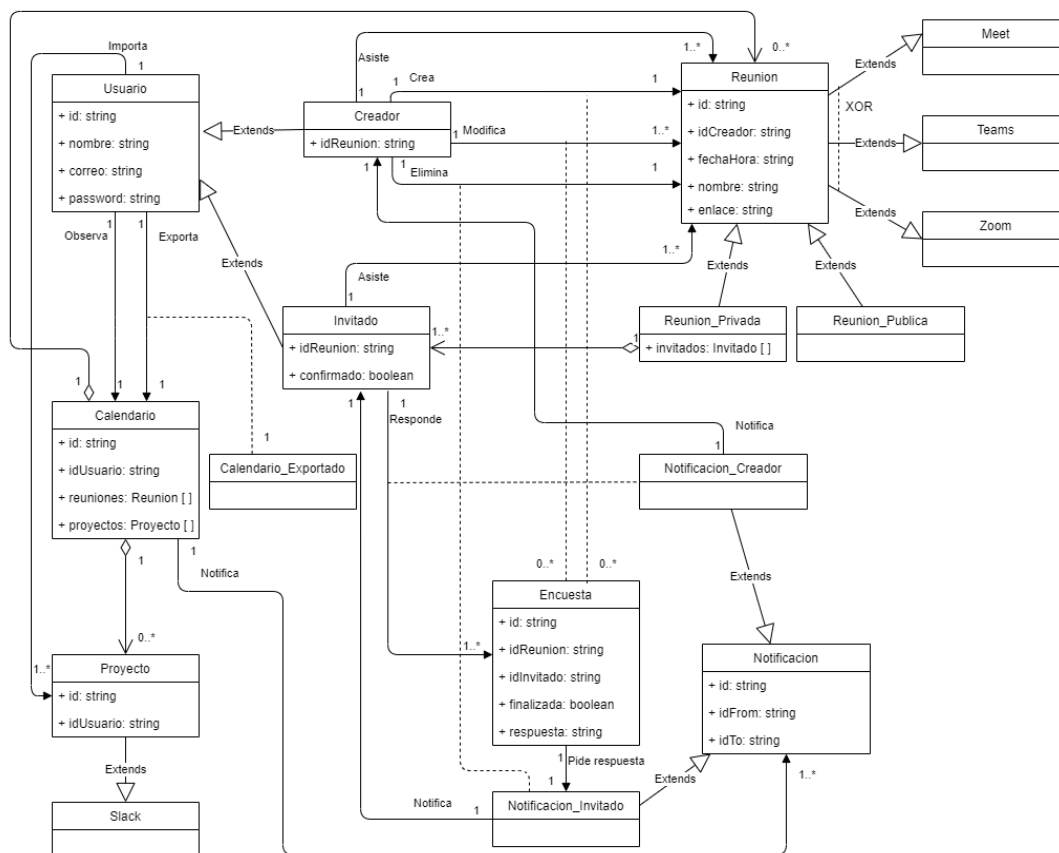 Importa
1
Usuario
+ id: string
+ nombre: string
+ correo: string
+ password: string
1
1
Observa
Exporta
Extends
Extends
Asiste
1
Creador
+ idReunion: string
1
Crea
1
1
Modifica
1..*
1
Elimina
1
1
1..*
0..*
Reunion
+ id: string
+ idCreador: string
+ fechaHora: string
+ nombre: string
+ enlace: string
Extends
Extends
Extends
XOR
Meet
Teams
Zoom
1..*
Asiste
1
Extends
Extends
Invitado
+ idReunion: string
+ confirmado: boolean
1..*
1
Reunion_Privada
+ invitados: Invitado [ ]
Reunion_Publica
1
1
1
1
1
Responde
Calendario
+ id: string
+ idUsuario: string
+ reuniones: Reunion [ ]
+ proyectos: Proyecto [ ]
1
Calendario_Exportado
Notifica
1
Notificacion_Creador
1
1
Notifica
0..*
0..*
Extends
Encuesta
+ id: string
+ idReunion: string
+ idInvitado: string
+ finalizada: boolean
+ respuesta: string
1..*
0..*
1..*
Proyecto
+ id: string
+ idUsuario: string
Notificacion
+ id: string
+ idFrom: string
+ idTo: string
Extends
1
Pide respuesta
1
Extends
1..*
Slack
Notifica
1
Notificacion_Invitado